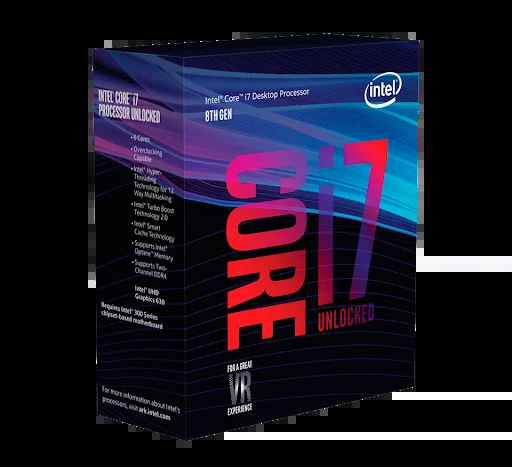 INTEL® CORE™ i7
PROCESSOR UNLOCKED
• 6 Cores
• Overclocking
Capable
• Intel® Hyper-
Threading
Technology for 12
Way Multitasking
• Intel® Turbo Boost
Technology 2.0
• Intel® Smart
Cache Technology
• Supports Intel®
Optane™ Memory
• Supports Two-
Channel DDR4
Intel® UHD
Graphics 630
Requires Intel® 300 Series
chipset-based motherboard
For more information about Intel's
processors, visit ark.intel.com
Intel® Core™ i7 Desktop Processor
8TH GEN
intel®
CORE
i7
UNLOCKED
FOR A GREAT
VR
EXPERIENCE